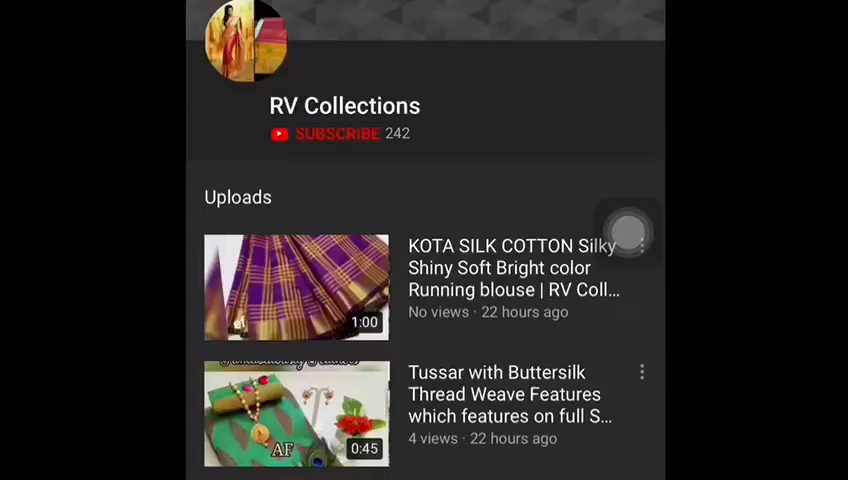 RV Collections
SUBSCRIBE 242
Uploads
KOTA SILK COTTON Silky
Shiny Soft Bright color
Running blouse | RV Coll...
No views · 22 hours ago
1:00
Tussar with Buttersilk
Thread Weave Features
which features on full S...
4 views · 22 hours ago
AF
0:45